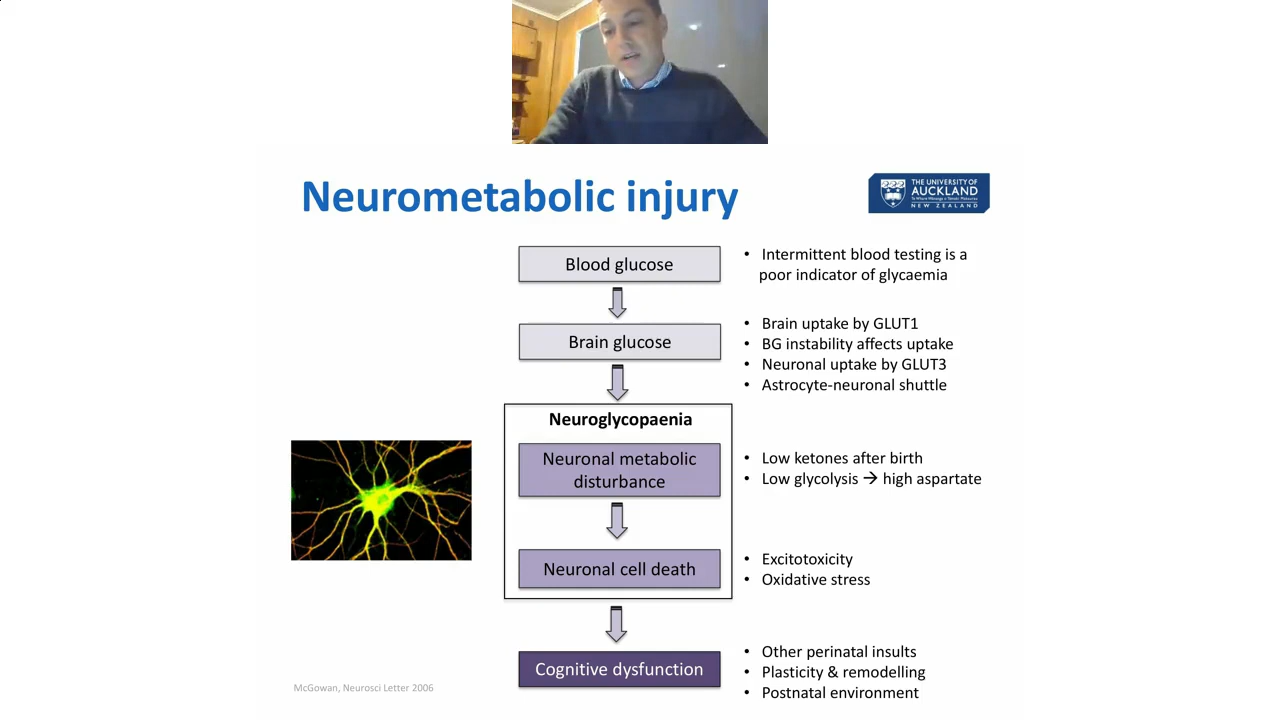 Neurometabolic injury
THE UNIVERSITY OF
AUCKLAND
NEW ZEALAND
Blood glucose
• Intermittent blood testing is a
poor indicator of glycaemia
Brain glucose
• Brain uptake by GLUT1
• BG instability affects uptake
• Neuronal uptake by GLUT3
• Astrocyte-neuronal shuttle
Neuroglycopaenia
Neuronal metabolic
disturbance
• Low ketones after birth
• Low glycolysis → high aspartate
Neuronal cell death
• Excitotoxicity
• Oxidative stress
Cognitive dysfunction
• Other perinatal insults
• Plasticity & remodelling
• Postnatal environment
McGowan, Neurosci Letter 2006